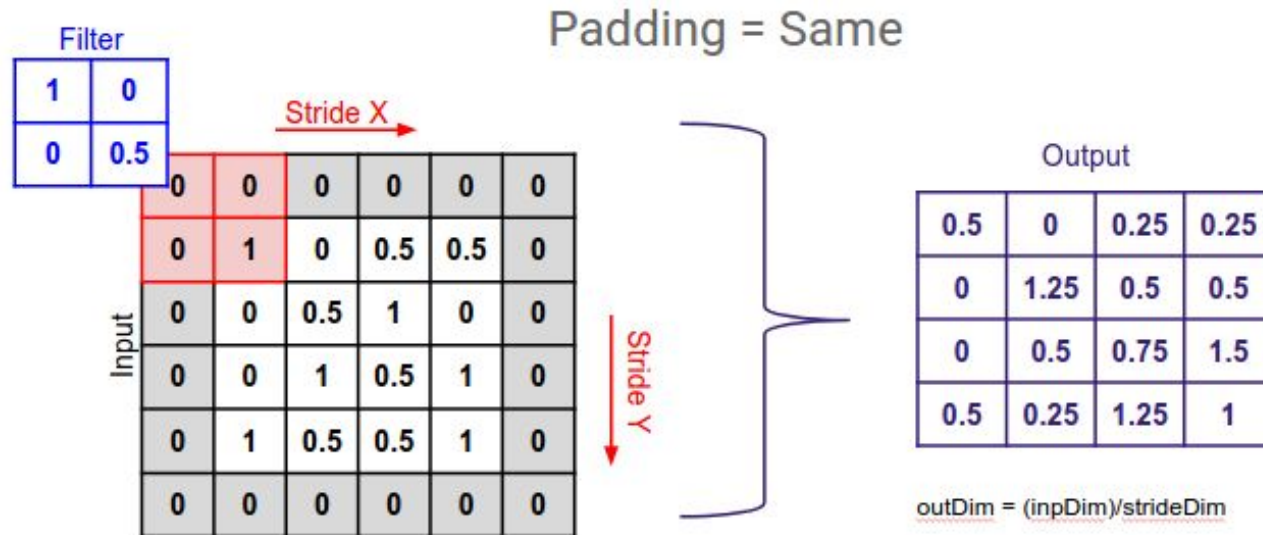 Padding = Same
Filter
1 0
0 0.5
Stride X
Input
0 0 0 0 0 0
0 1 0 0.5 0.5 0
0 0 0.5 1 0 0
0 0 1 0.5 1 0
0 1 0.5 0.5 1 0
0 0 0 0 0 0
Stride Y
Output
0.5 0 0.25 0.25
0 1.25 0.5 0.5
0 0.5 0.75 1.5
0.5 0.25 1.25 1
outDim = (inpDim)/strideDim